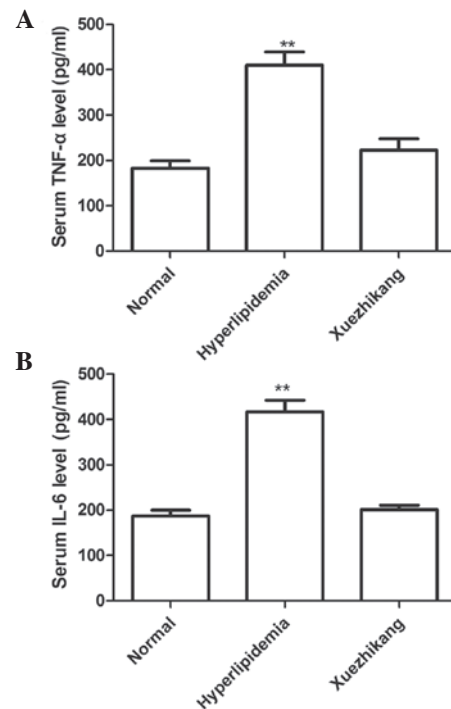 A
Serum TNF-α level (pg/ml)
500
400
300
200
100
0
**
Normal
Hyperlipidemia
Xuezhikang
B
Serum IL-6 level (pg/ml)
500
400
300
200
100
0
**
Normal
Hyperlipidemia
Xuezhikang